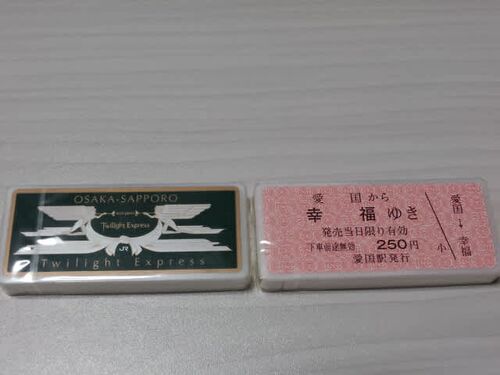 OSAKA-SAPPORO
Twilight Express
JR
Twilight Express
愛国から
幸福ゆき
発売当日限り有効
下車前途無効 250円
愛国駅発行
愛国→幸福
小